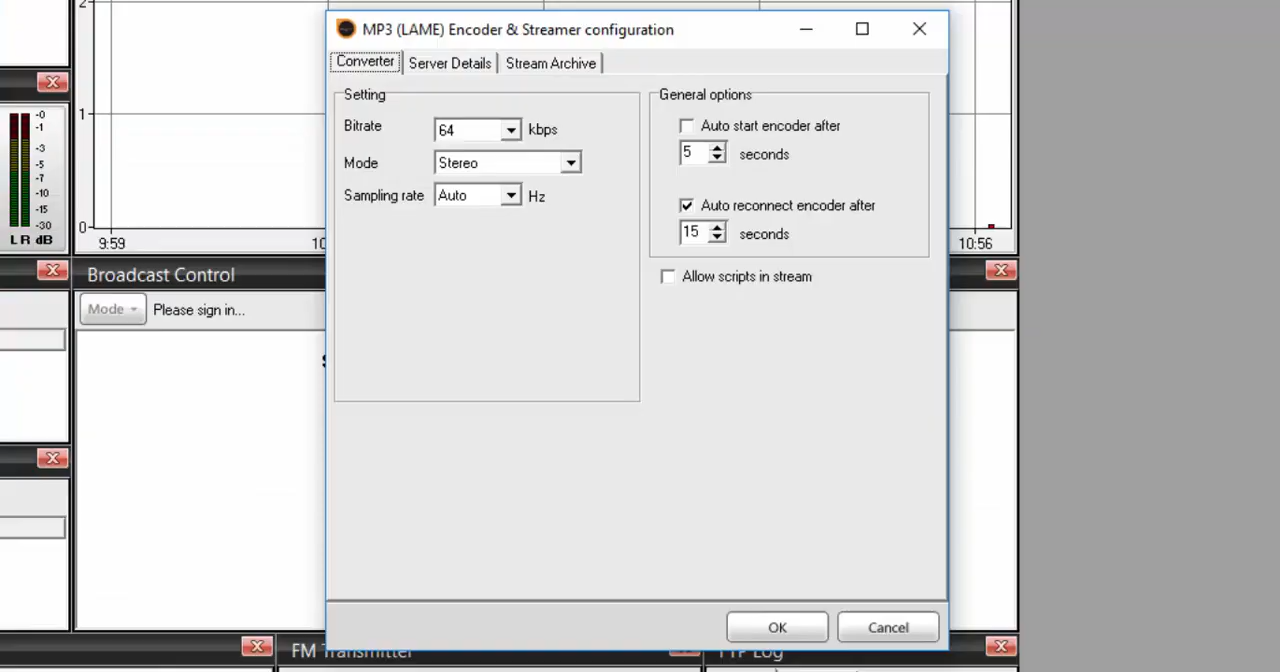 2
MP3 (LAME) Encoder & Streamer configuration
Converter
Server Details
Stream Archive
Setting
Bitrate
64
kbps
Mode
Stereo
Sampling rate
Auto
Hz
General options
Auto start encoder after
5
seconds
Auto reconnect encoder after
15
seconds
Allow scripts in stream
OK
Cancel
-0
-1
-3
-5
-7
-10
-15
-30
L R dB
1
0
9:59
10
10:56
Broadcast Control
Mode
Please sign in...
FM Transmitter
FTP Log